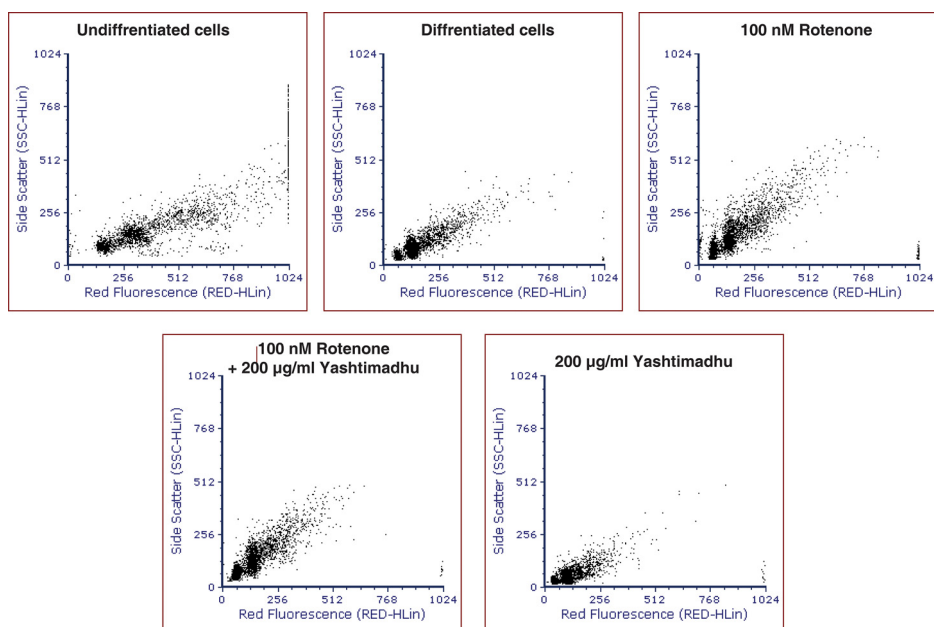 Undiffrentiated cells
1024
768
512
256
0
0 256 512 768 1024
Side Scatter (SSC-HLin)
Red Fluorescence (RED-HLin)
Diffrentiated cells
1024
768
512
256
0
0 256 512 768 1024
Side Scatter (SSC-HLin)
Red Fluorescence (RED-HLin)
100 nM Rotenone
1024
768
512
256
0
0 256 512 768 1024
Side Scatter (SSC-HLin)
Red Fluorescence (RED-HLin)
100 nM Rotenone
+ 200 µg/ml Yashtimadhu
1024
768
512
256
0
0 256 512 768 1024
Side Scatter (SSC-HLin)
Red Fluorescence (RED-HLin)
200 µg/ml Yashtimadhu
1024
768
512
256
0
0 256 512 768 1024
Side Scatter (SSC-HLin)
Red Fluorescence (RED-HLin)